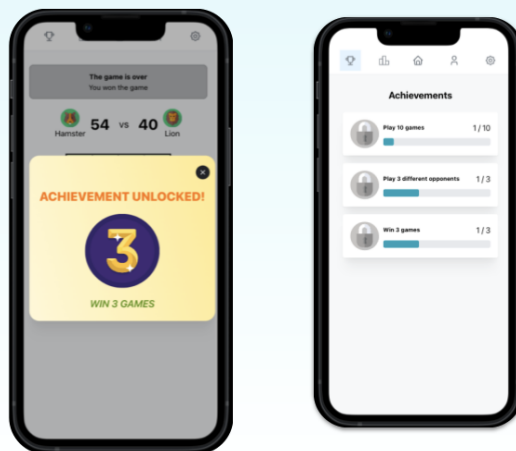 The game is over
You won the game
Hamster 54 vs 40 Lion
ACHIEVEMENT UNLOCKED!
3
WIN 3 GAMES
Achievements
Play 10 games 1 / 10
Play 3 different opponents 1 / 3
Win 3 games 1 / 3